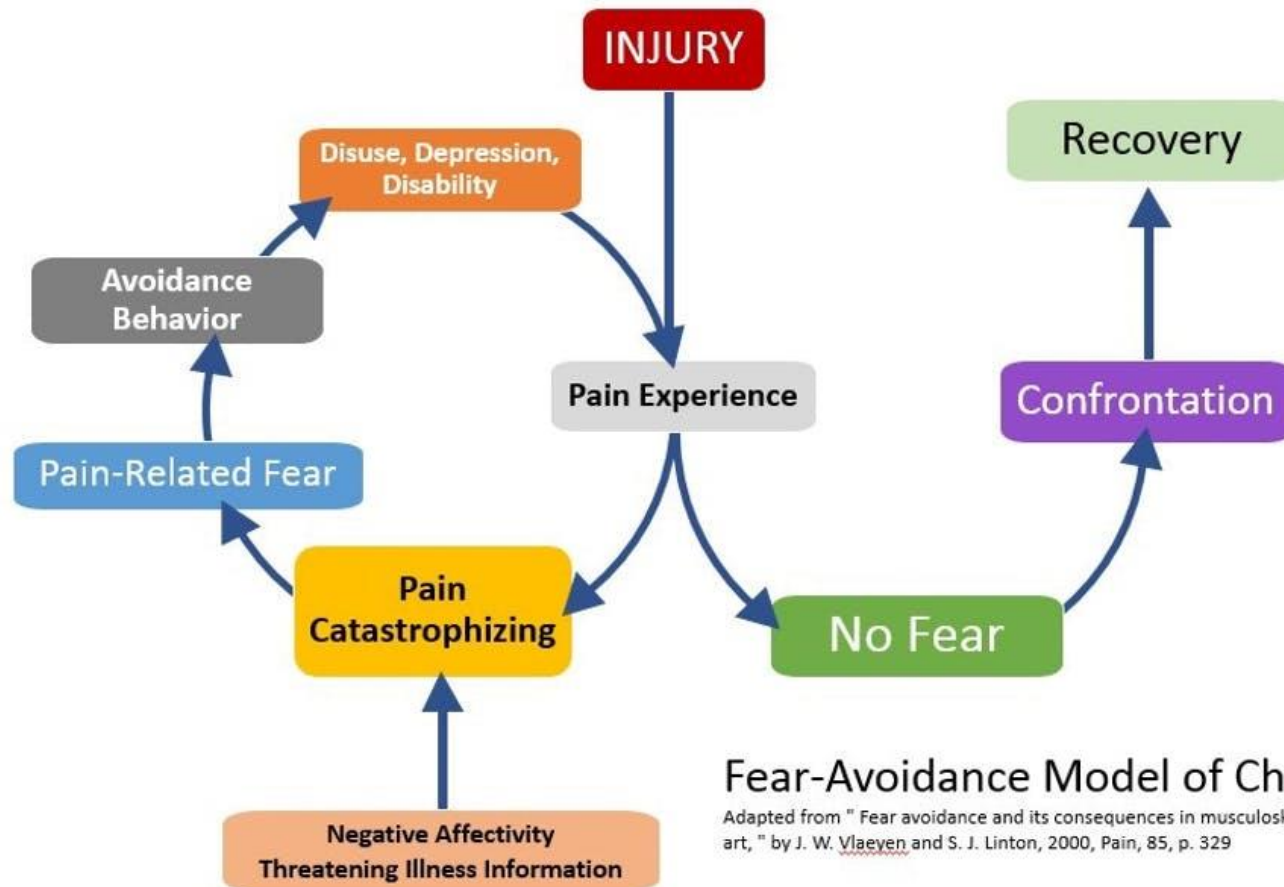 INJURY
Disuse, Depression,
Disability
Recovery
Avoidance
Behavior
Pain Experience
Confrontation
Pain-Related Fear
Pain
Catastrophizing
No Fear
Negative Affectivity
Threatening Illness Information
Fear-Avoidance Model of Ch
Adapted from " Fear avoidance and its consequences in musculosk
art, " by J. W. Vlaeyen and S. J. Linton, 2000, Pain, 85, p. 329